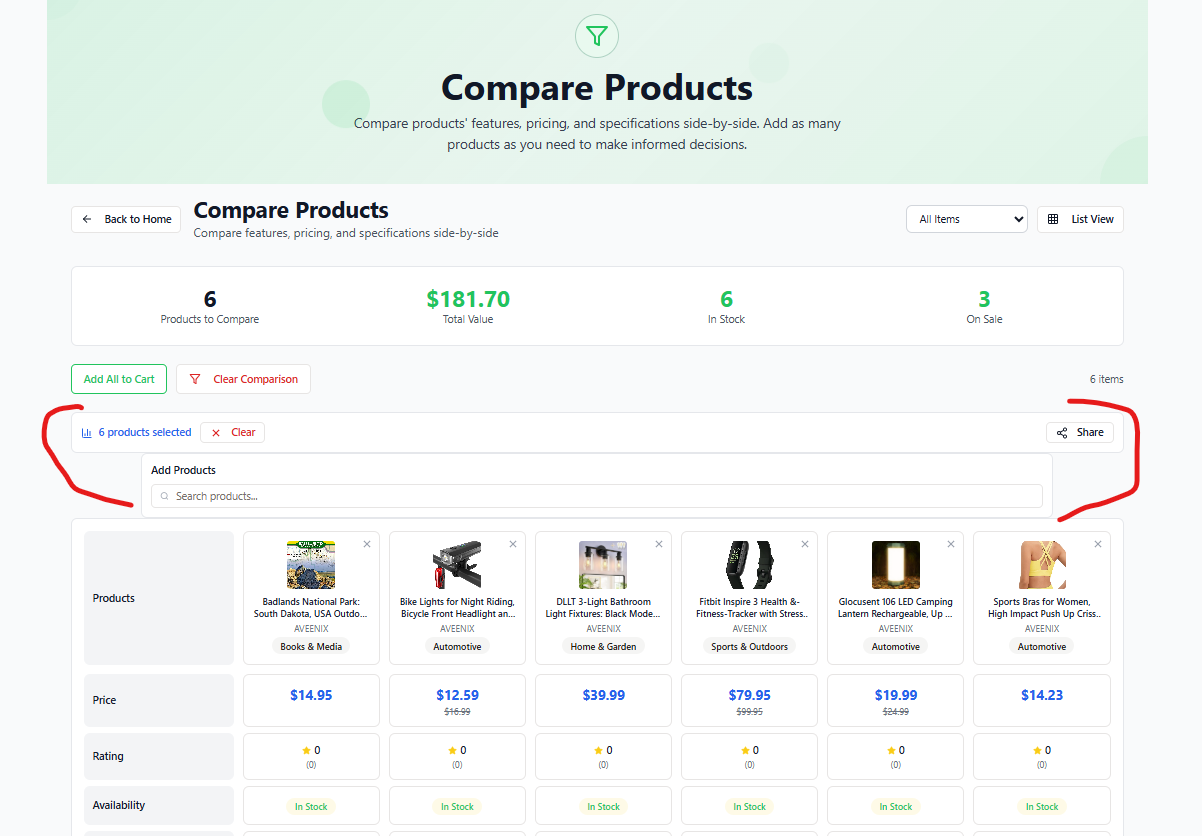 Compare Products
Compare products' features, pricing, and specifications side-by-side. Add as many
products as you need to make informed decisions.
Back to Home
Compare Products
Compare features, pricing, and specifications side-by-side
All Items
List View
6
Products to Compare
$181.70
Total Value
6
In Stock
3
On Sale
Add All to Cart
Clear Comparison
6 items
6 products selected
Clear
Share
Add Products
Search products...
Products
Badlands National Park:
South Dakota, USA Outdo...
AVEENIX
Books & Media
Bike Lights for Night Riding,
Bicycle Front Headlight an...
AVEENIX
Automotive
DLLT 3-Light Bathroom
Light Fixtures: Black Mode...
AVEENIX
Home & Garden
Fitbit Inspire 3 Health &-
Fitness-Tracker with Stress..
AVEENIX
Sports & Outdoors
Glocusent 106 LED Camping
Lantern Rechargeable, Up ...
AVEENIX
Automotive
Sports Bras for Women,
High Impact Push Up Criss..
AVEENIX
Automotive
Price
$14.95
$12.59
$16.99
$39.99
$79.95
$99.95
$19.99
$24.99
$14.23
Rating
0
(0)
0
(0)
0
(0)
0
(0)
0
(0)
0
(0)
Availability
In Stock
In Stock
In Stock
In Stock
In Stock
In Stock